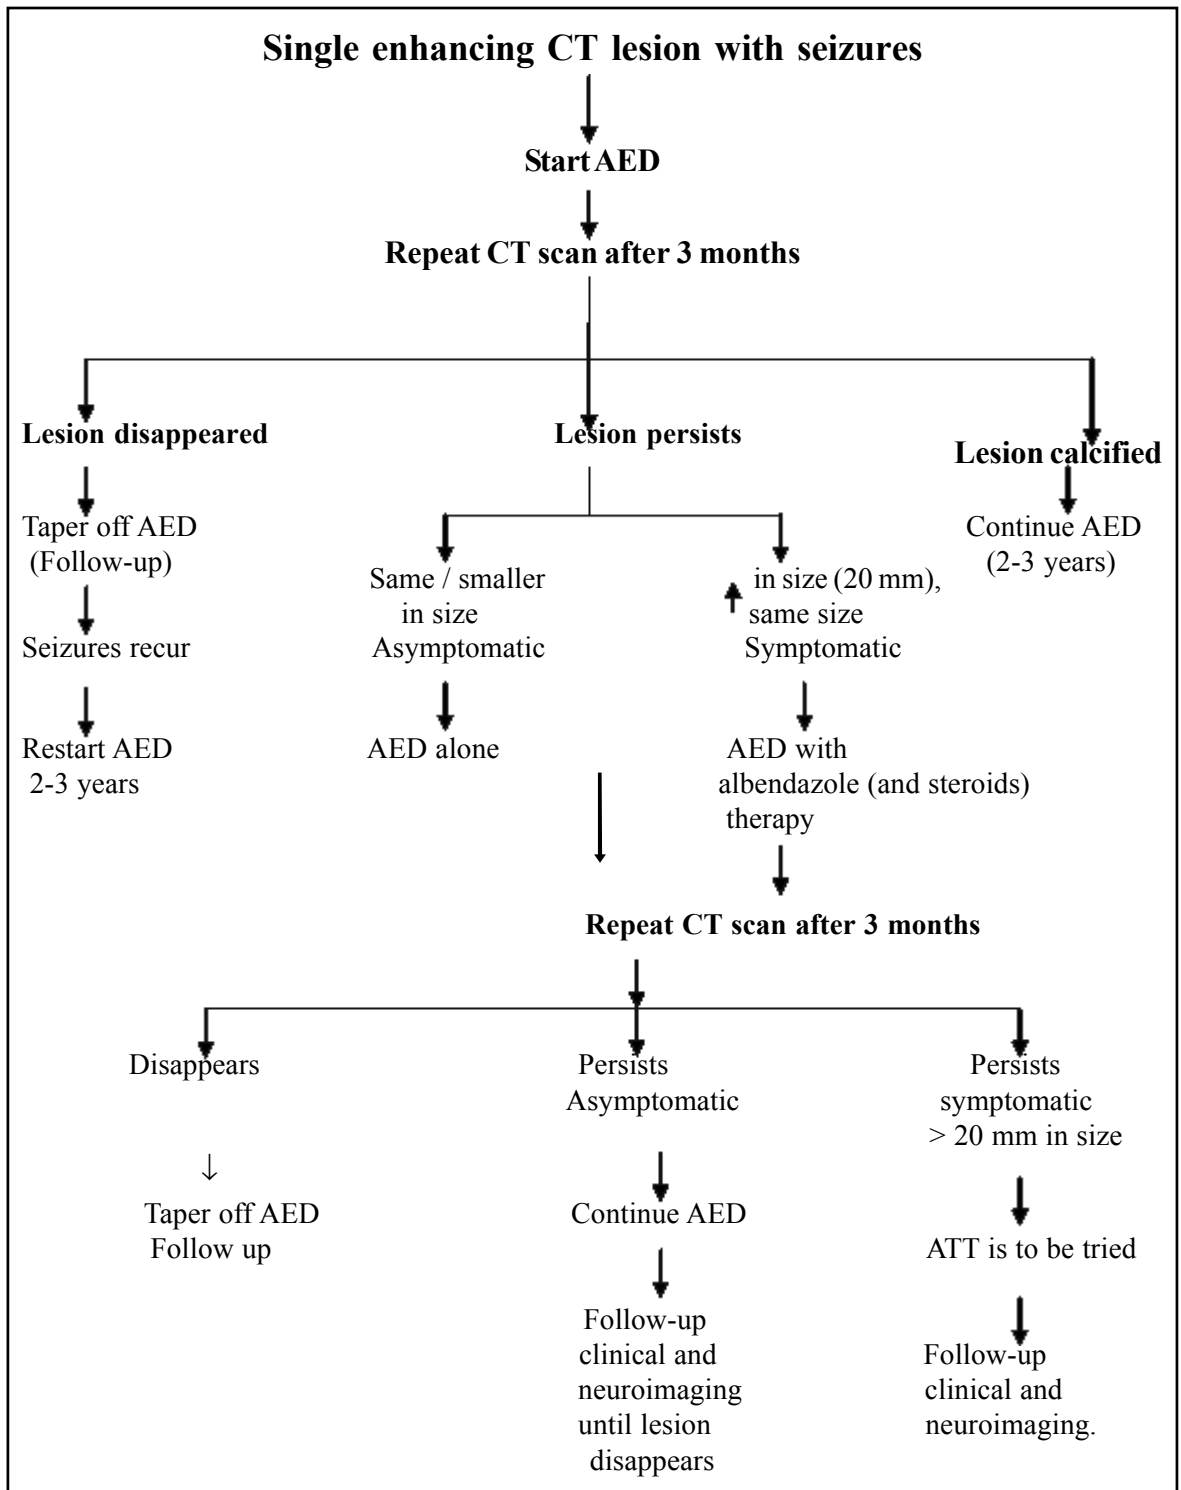 Single enhancing CT lesion with seizures
Start AED
Repeat CT scan after 3 months
Lesion disappeared
Taper off AED
(Follow-up)
Seizures recur
Restart AED
2-3 years
Lesion persists
Same / smaller
in size
Asymptomatic
AED alone
↑ in size (20 mm),
same size
Symptomatic
AED with
albendazole (and steroids)
therapy
Lesion calcified
Continue AED
(2-3 years)
Repeat CT scan after 3 months
Disappears
↓
Taper off AED
Follow up
Persists
Asymptomatic
Continue AED
Follow-up
clinical and
neuroimaging
until lesion
disappears
Persists
symptomatic
> 20 mm in size
ATT is to be tried
Follow-up
clinical and
neuroimaging.